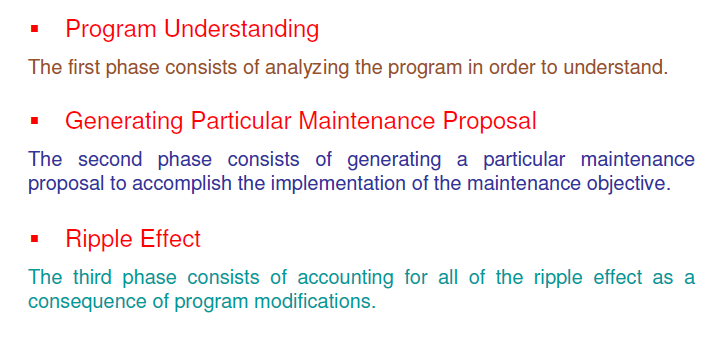 ▪ Program Understanding
The first phase consists of analyzing the program in order to understand.
▪ Generating Particular Maintenance Proposal
The second phase consists of generating a particular maintenance
proposal to accomplish the implementation of the maintenance objective.
▪ Ripple Effect
The third phase consists of accounting for all of the ripple effect as a
consequence of program modifications.